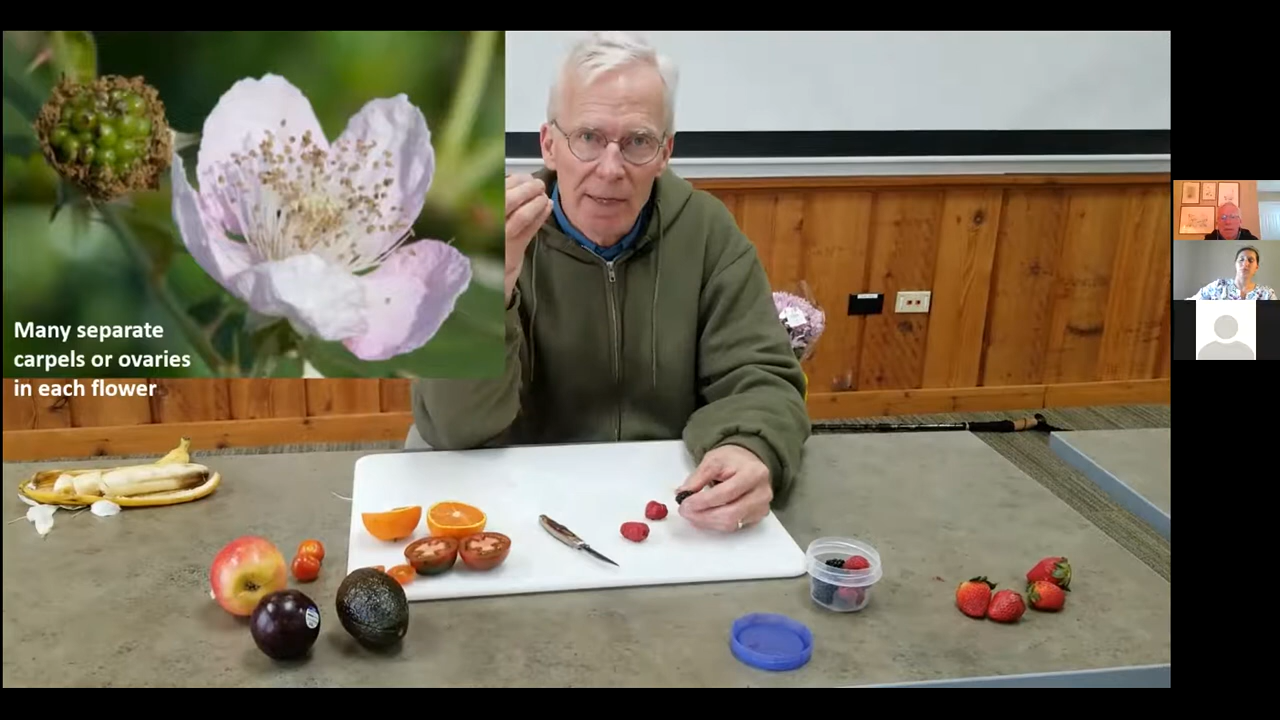 Many separate
carpels or ovaries
in each flower